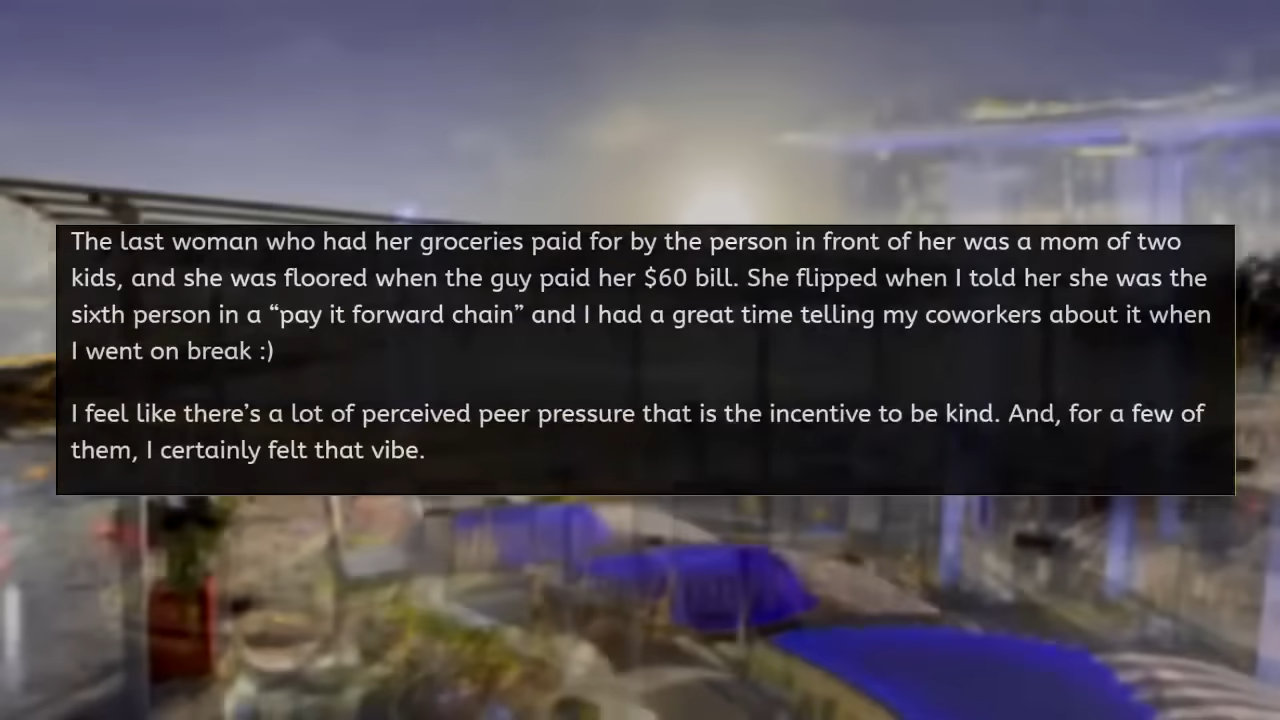 The last woman who had her groceries paid for by the person in front of her was a mom of two
kids, and she was floored when the guy paid her $60 bill. She flipped when I told her she was the
sixth person in a “pay it forward chain” and I had a great time telling my coworkers about it when
I went on break :)
I feel like there’s a lot of perceived peer pressure that is the incentive to be kind. And, for a few of
them, I certainly felt that vibe.